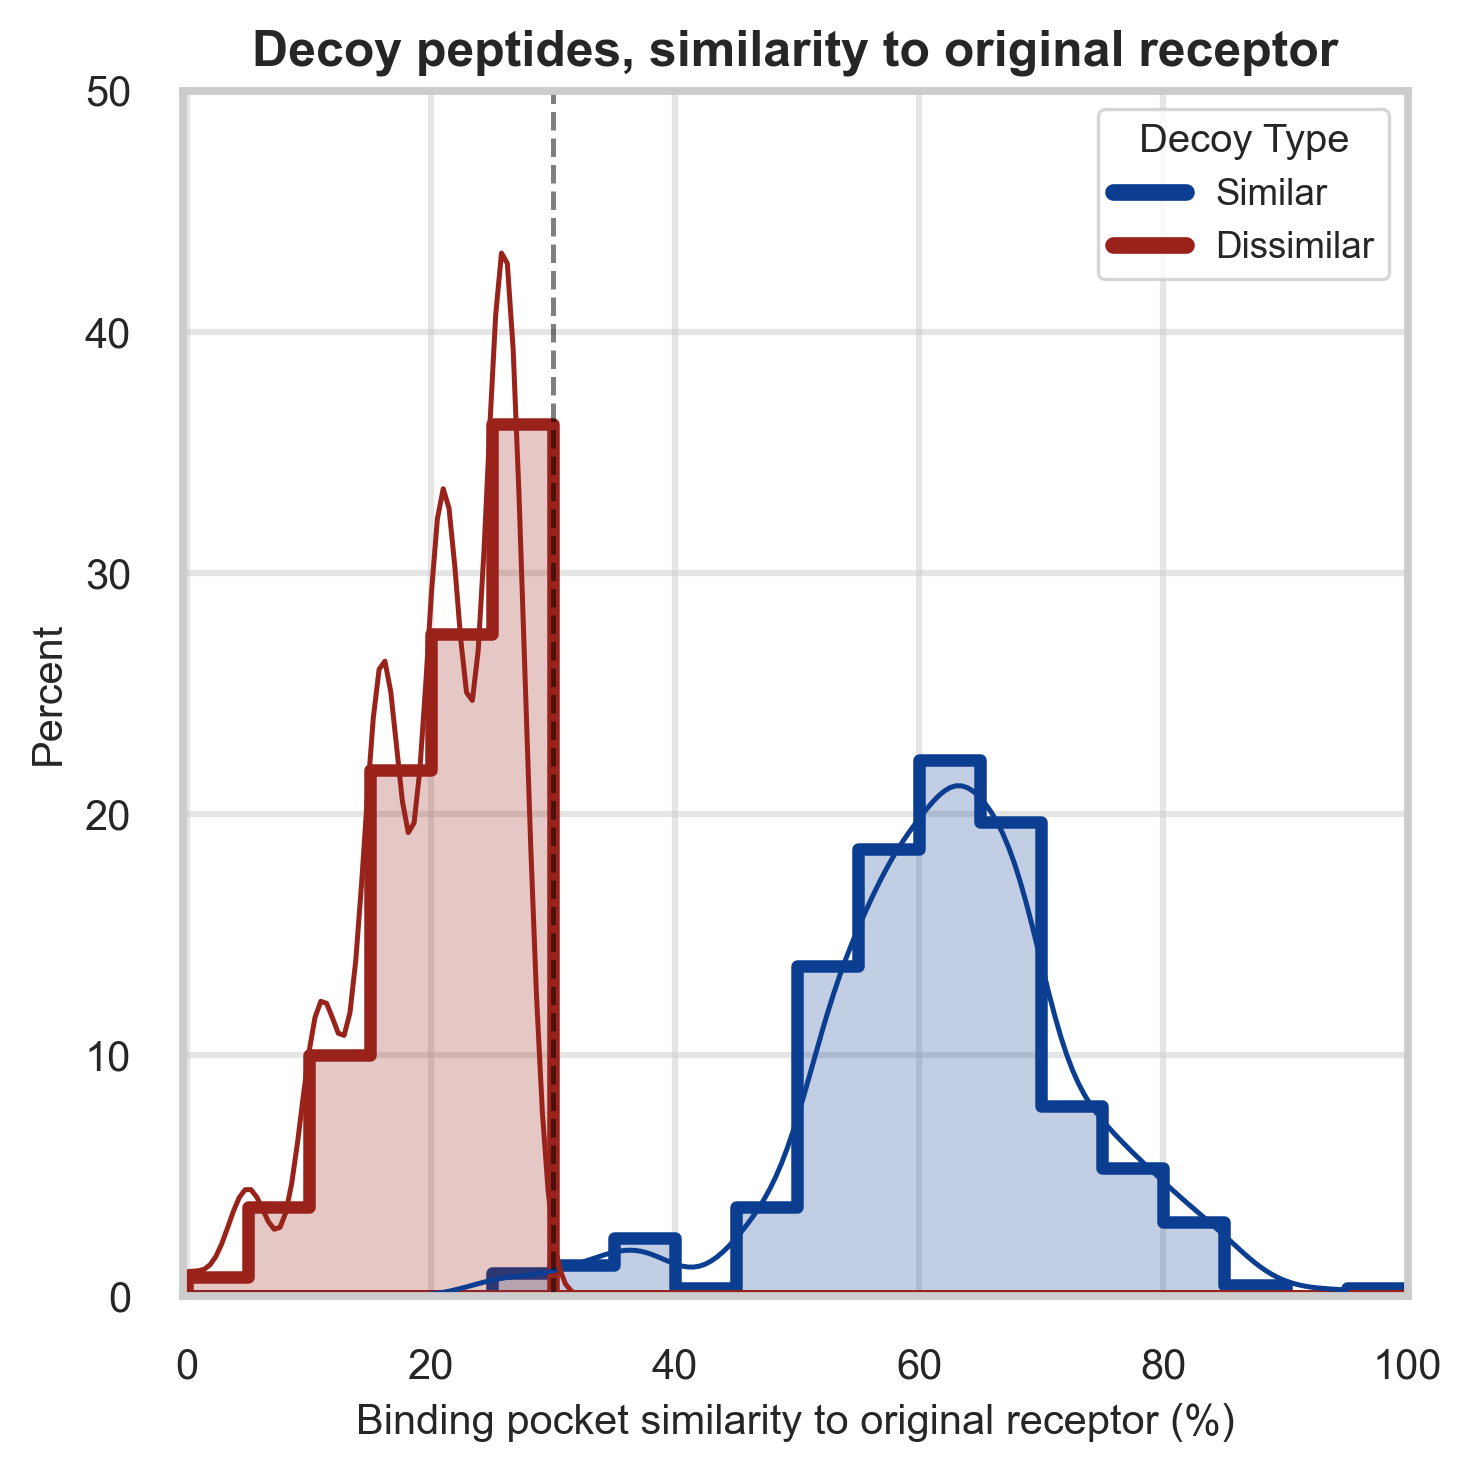 Decoy peptides, similarity to original receptor
50
40
30
20
10
0
Percent
Decoy Type
Similar
Dissimilar
0 20 40 60 80 100
Binding pocket similarity to original receptor (%)